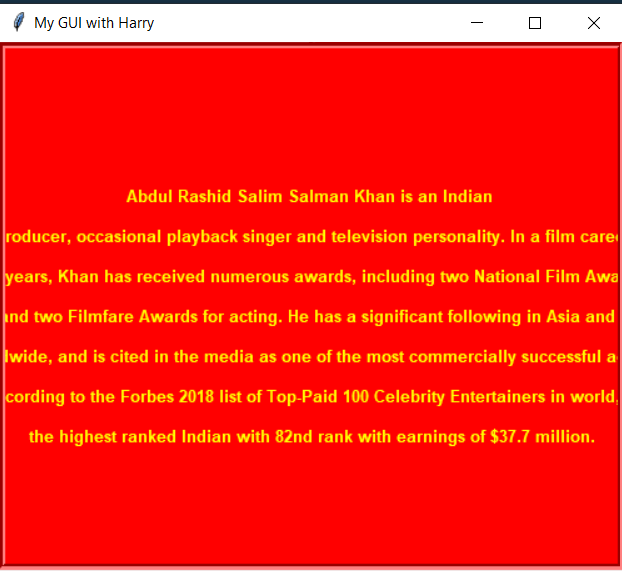 My GUI with Harry
Abdul Rashid Salim Salman Khan is an Indian
roducer, occasional playback singer and television personality. In a film caree
years, Khan has received numerous awards, including two National Film Awa
and two Filmfare Awards for acting. He has a significant following in Asia and
lwide, and is cited in the media as one of the most commercially successful a
cording to the Forbes 2018 list of Top-Paid 100 Celebrity Entertainers in world,
the highest ranked Indian with 82nd rank with earnings of $37.7 million.